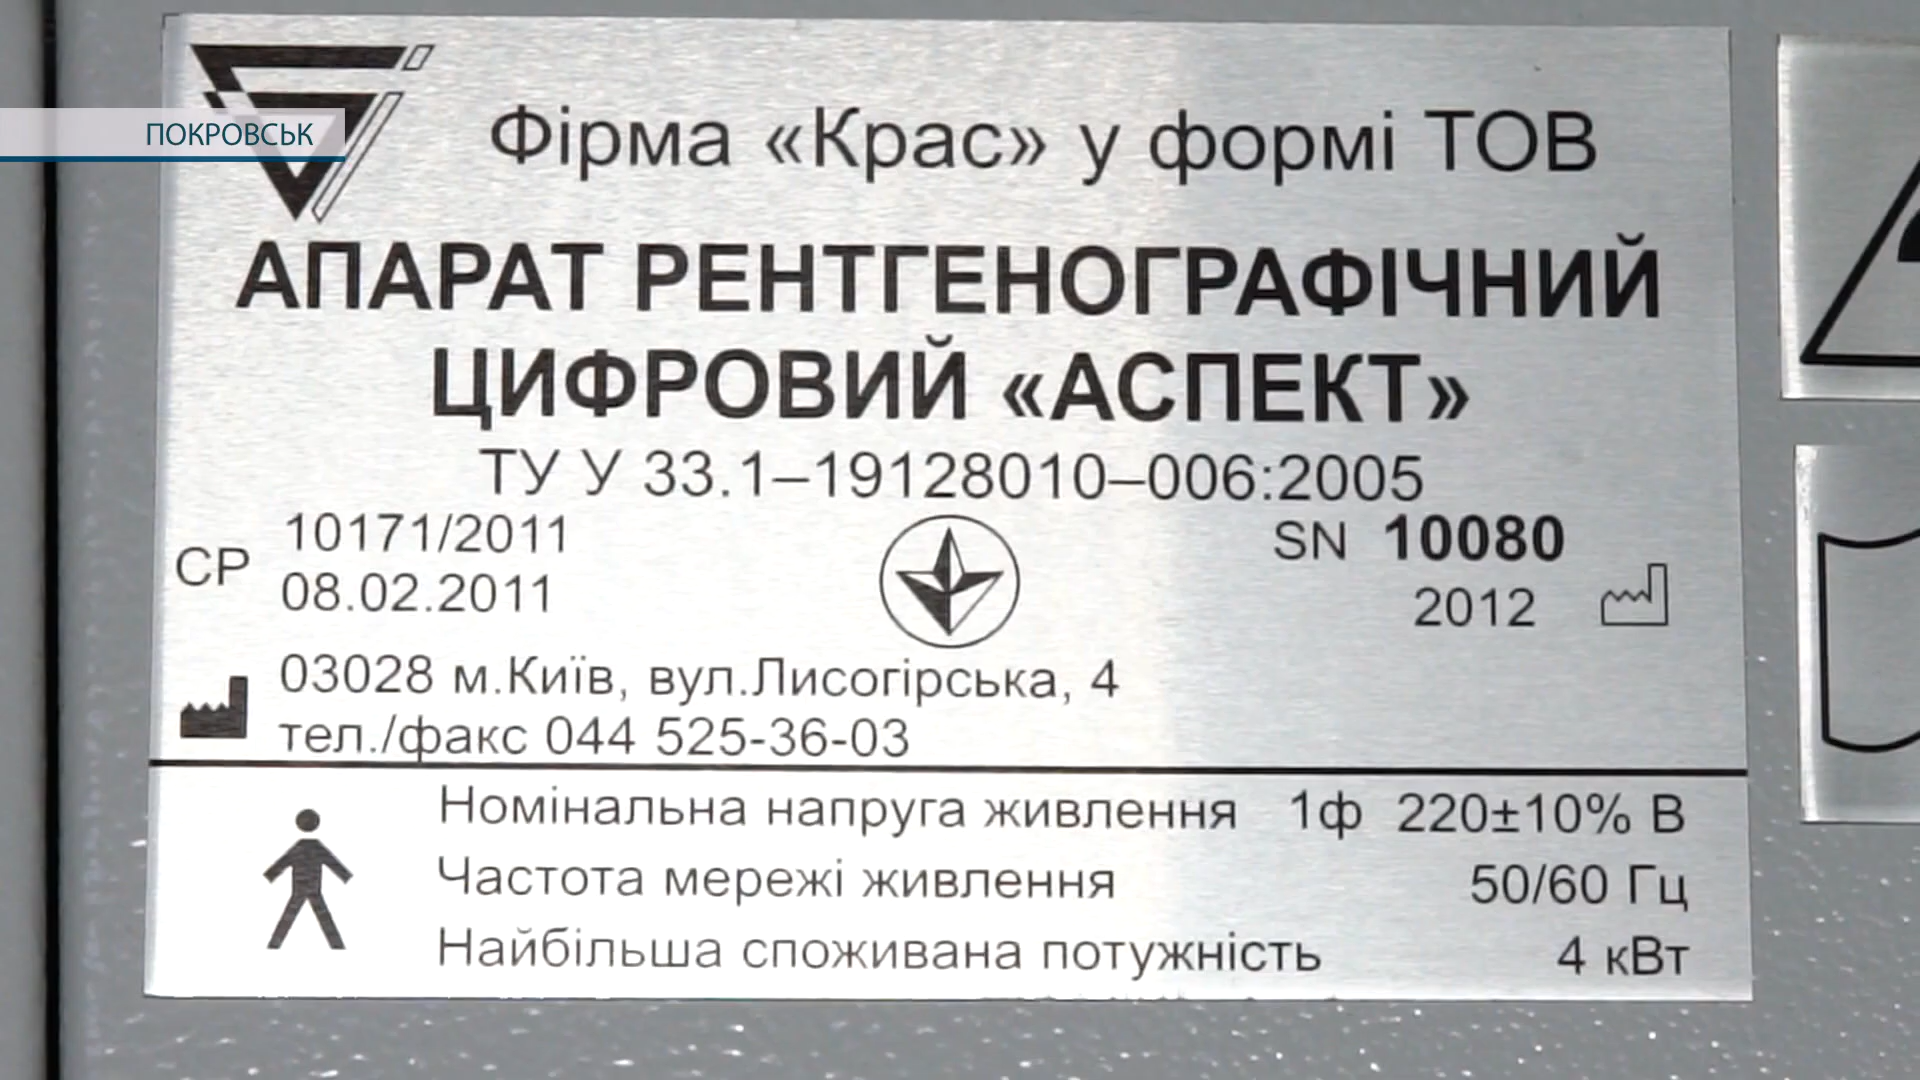 ПОКРОВСЬК
Фірма «Крас» у формі ТОВ
АПАРАТ РЕНТГЕНОГРАФІЧНИЙ
ЦИФРОВИЙ «АСПЕКТ»
ТУ У 33.1–19128010–006:2005
СР 10171/2011
08.02.2011
SN 10080
2012
03028 м.Київ, вул.Лисогірська, 4
тел./факс 044 525-36-03
Номінальна напруга живлення 1ф 220±10% В
Частота мережі живлення 50/60 Гц
Найбільша споживана потужність 4 кВт